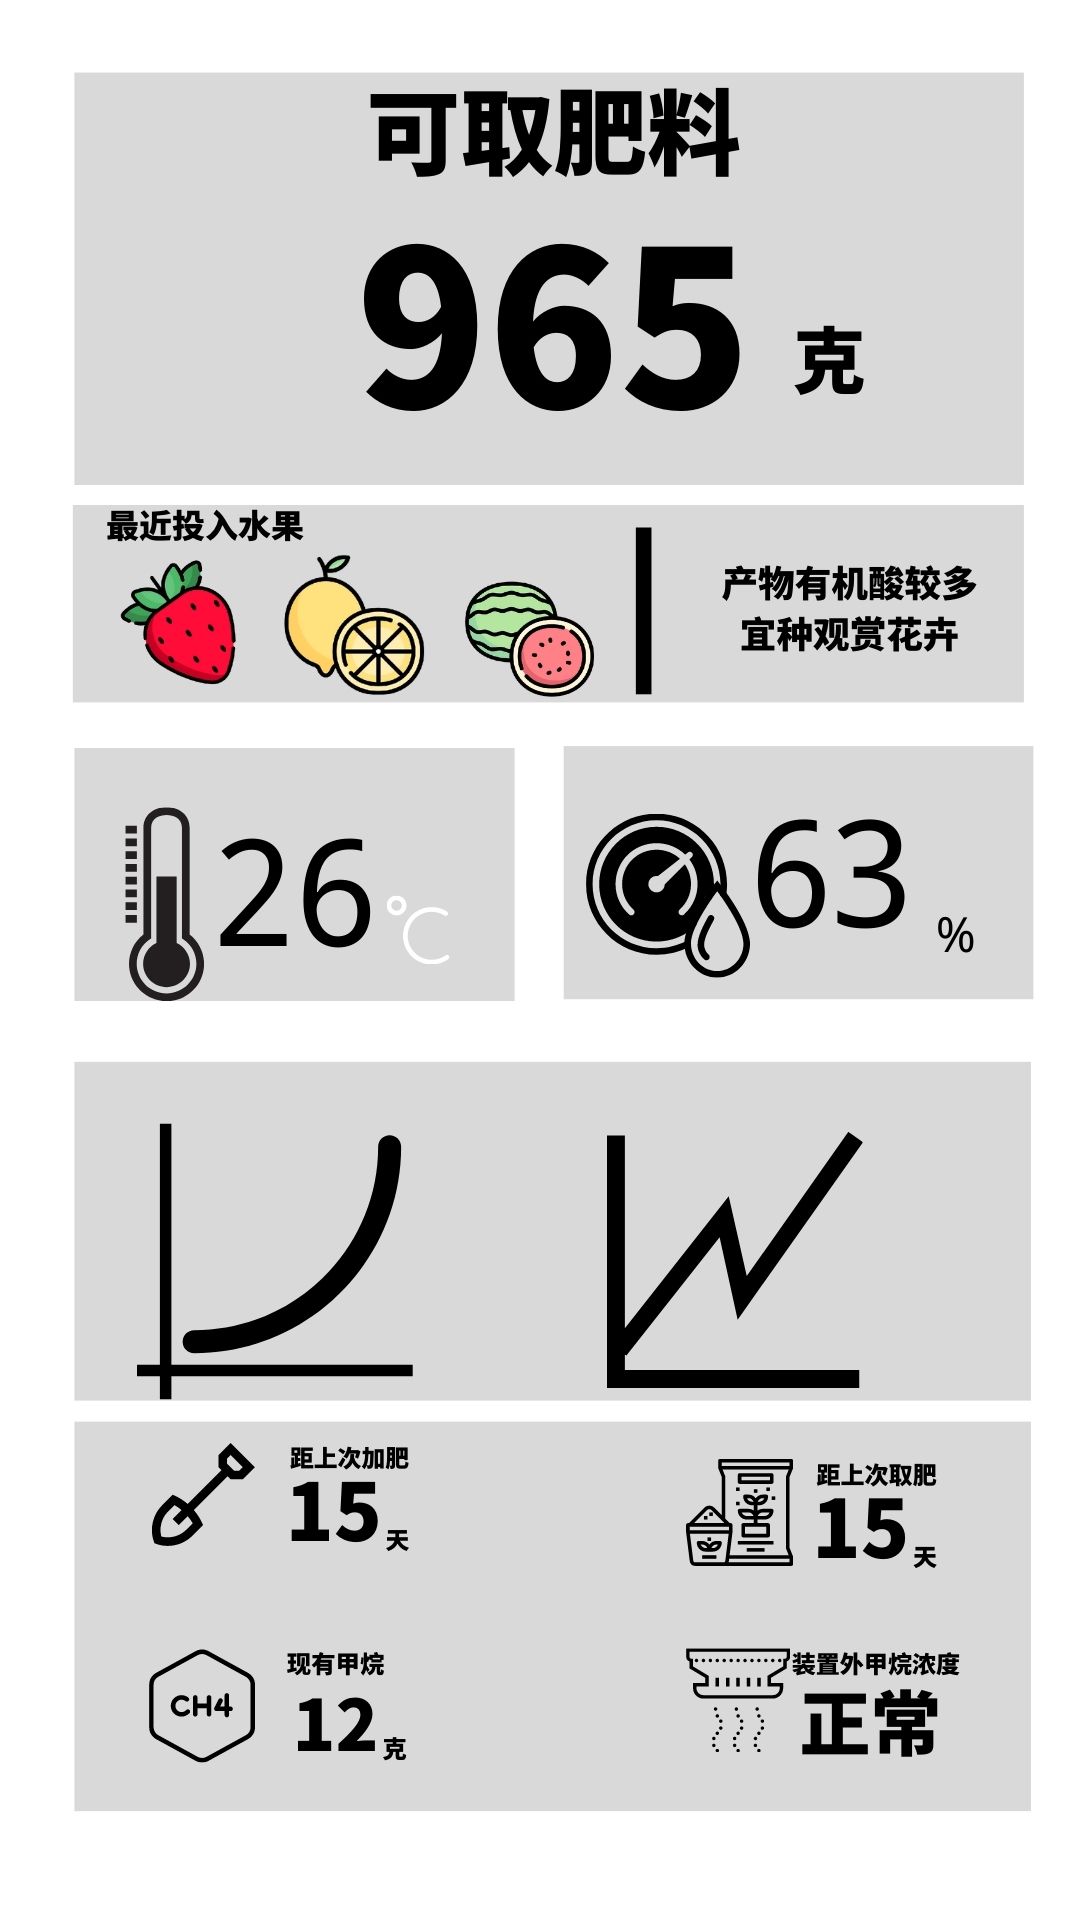 可取肥料
965 克
最近投入水果
产物有机酸较多
宜种观赏花卉
26 ℃
63 %
距上次加肥
15 天
距上次取肥
15 天
CH4
现有甲烷
12 克
装置外甲烷浓度
正常